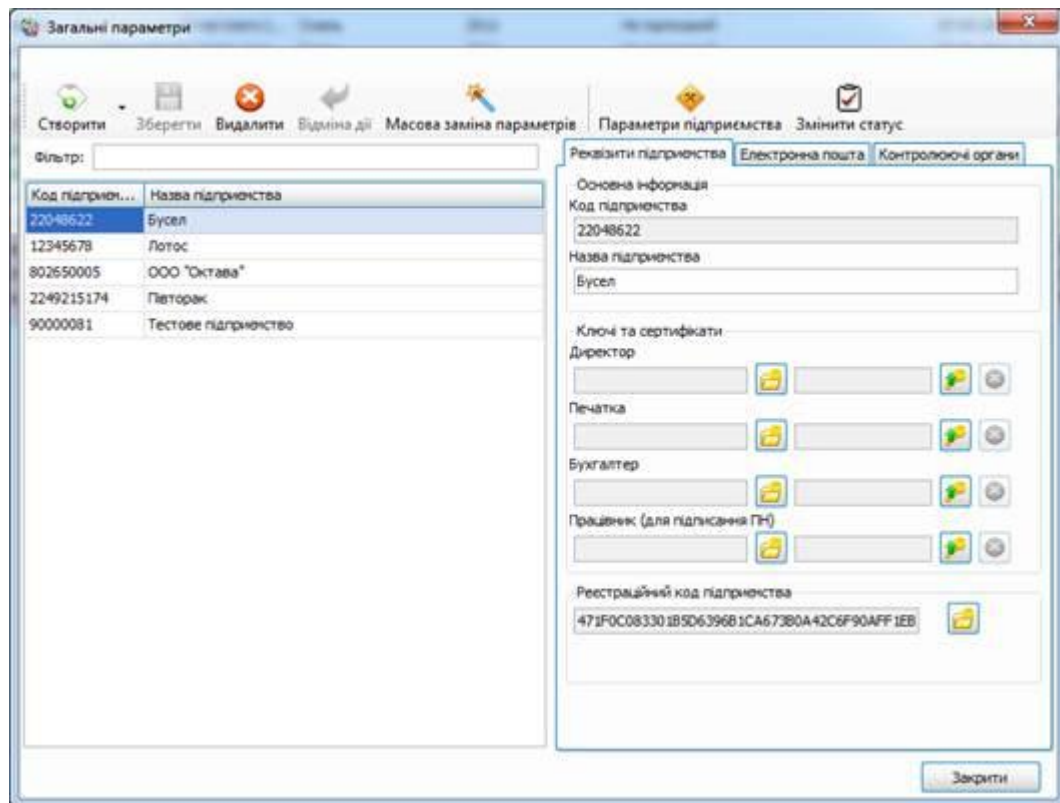 Загальні параметри
Створити Зберегти Видалити Відміна дії Масова заміна параметрів Параметри підприємства Змінити статус
Фільтр:
Код підприєм... Назва підприємства
22048622 Бусел
12345678 Лотос
802650005 ООО "Октава"
2249215174 Півторак
90000081 Тестове підприємство
Реквізити підприємства Електронна пошта Контролюючі органи
Основна інформація
Код підприємства
22048622
Назва підприємства
Бусел
Ключі та сертифікати
Директор
Печатка
Бухгалтер
Працівник (для підписання ПН)
Реєстраційний код підприємства
471F0C083301B5D6396B1CA673B0A42C6F90AFF1EB
Закрити